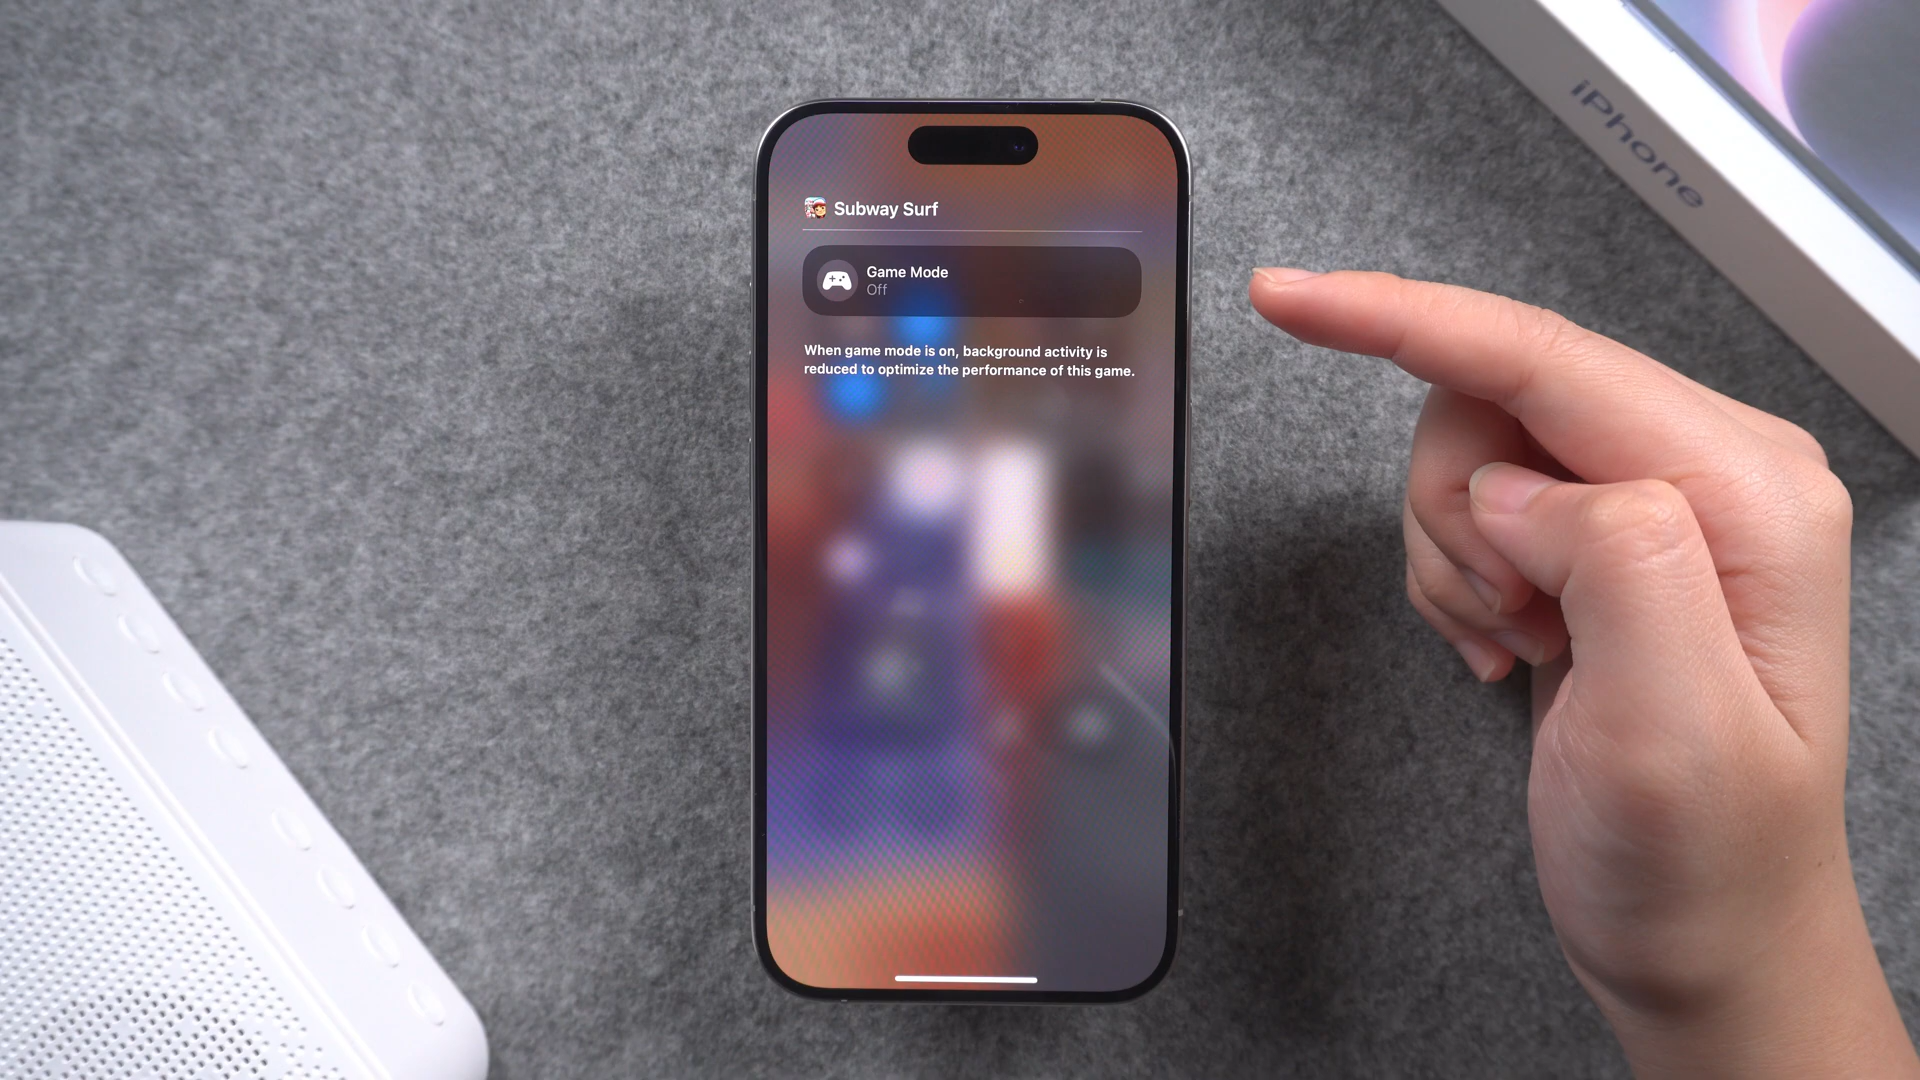 iPhone
Subway Surf
Game Mode
Off
When game mode is on, background activity is
reduced to optimize the performance of this game.